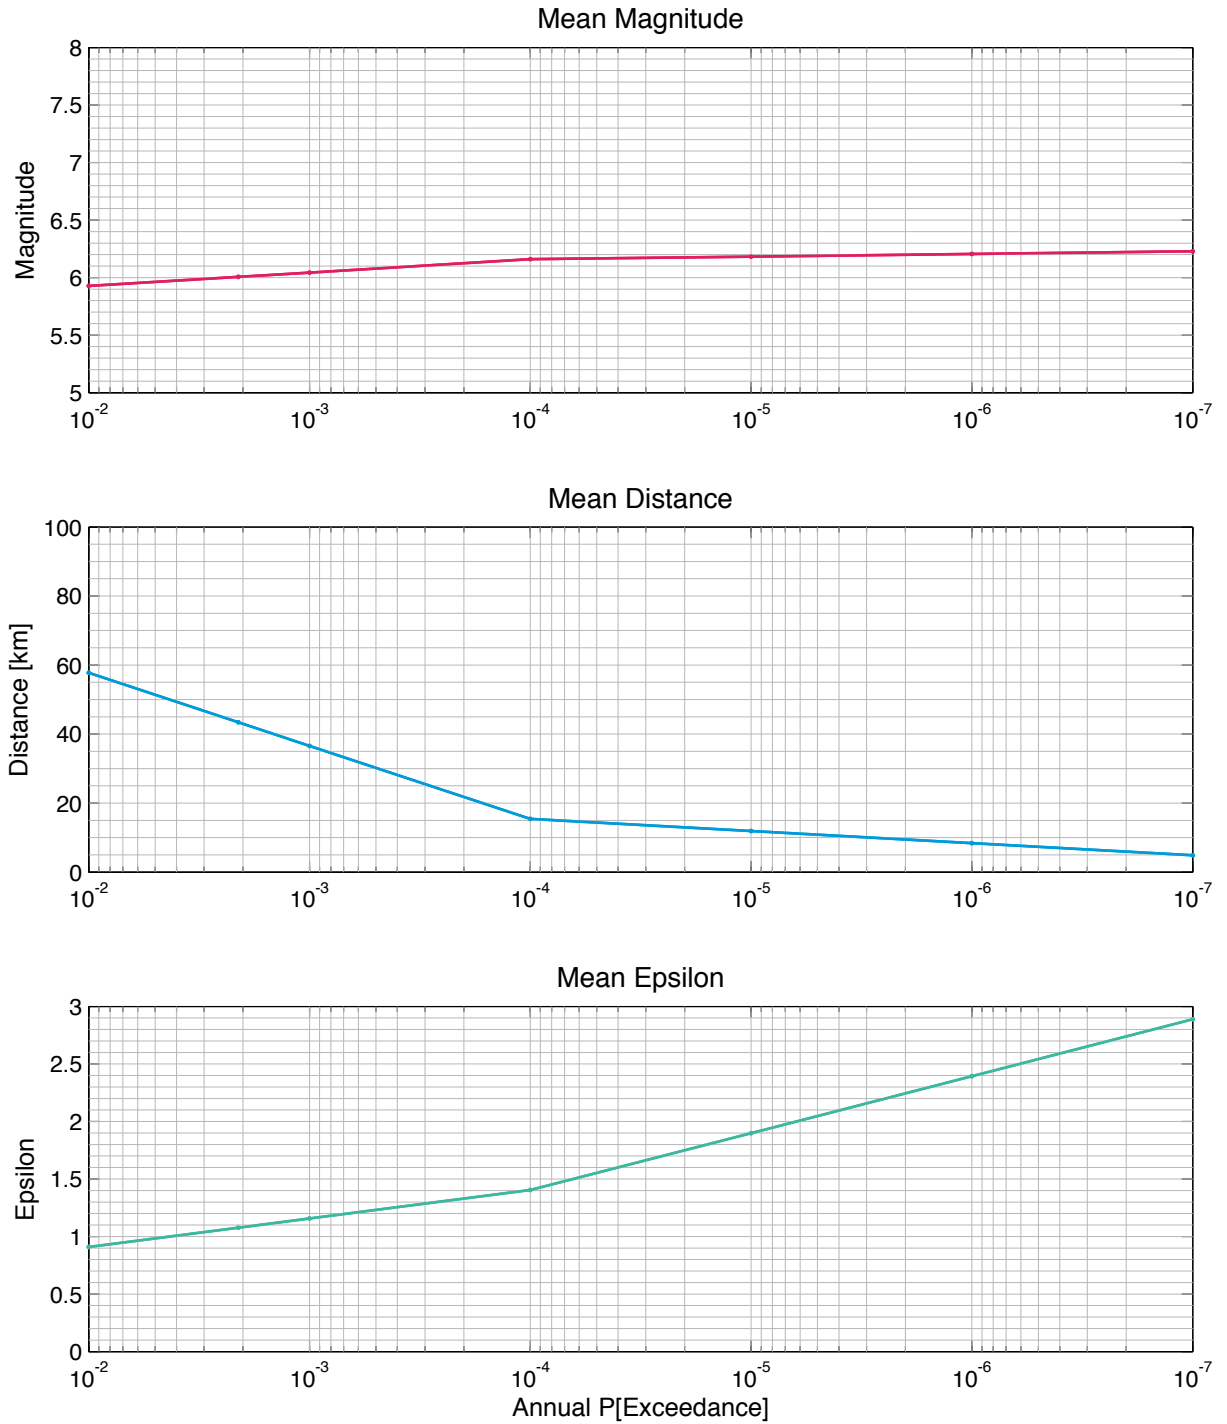 Mean Magnitude
Magnitude
8
7.5
7
6.5
6
5.5
5
10^-2 10^-3 10^-4 10^-5 10^-6 10^-7
Mean Distance
Distance [km]
100
80
60
40
20
0
10^-2 10^-3 10^-4 10^-5 10^-6 10^-7
Mean Epsilon
Epsilon
3
2.5
2
1.5
1
0.5
0
10^-2 10^-3 10^-4 10^-5 10^-6 10^-7
Annual P[Exceedance]